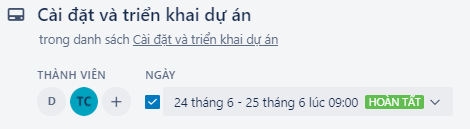 Cài đặt và triển khai dự án
trong danh sách Cài đặt và triển khai dự án
THÀNH VIÊN NGÀY
D TC + 24 tháng 6 - 25 tháng 6 lúc 09:00 HOÀN TẤT